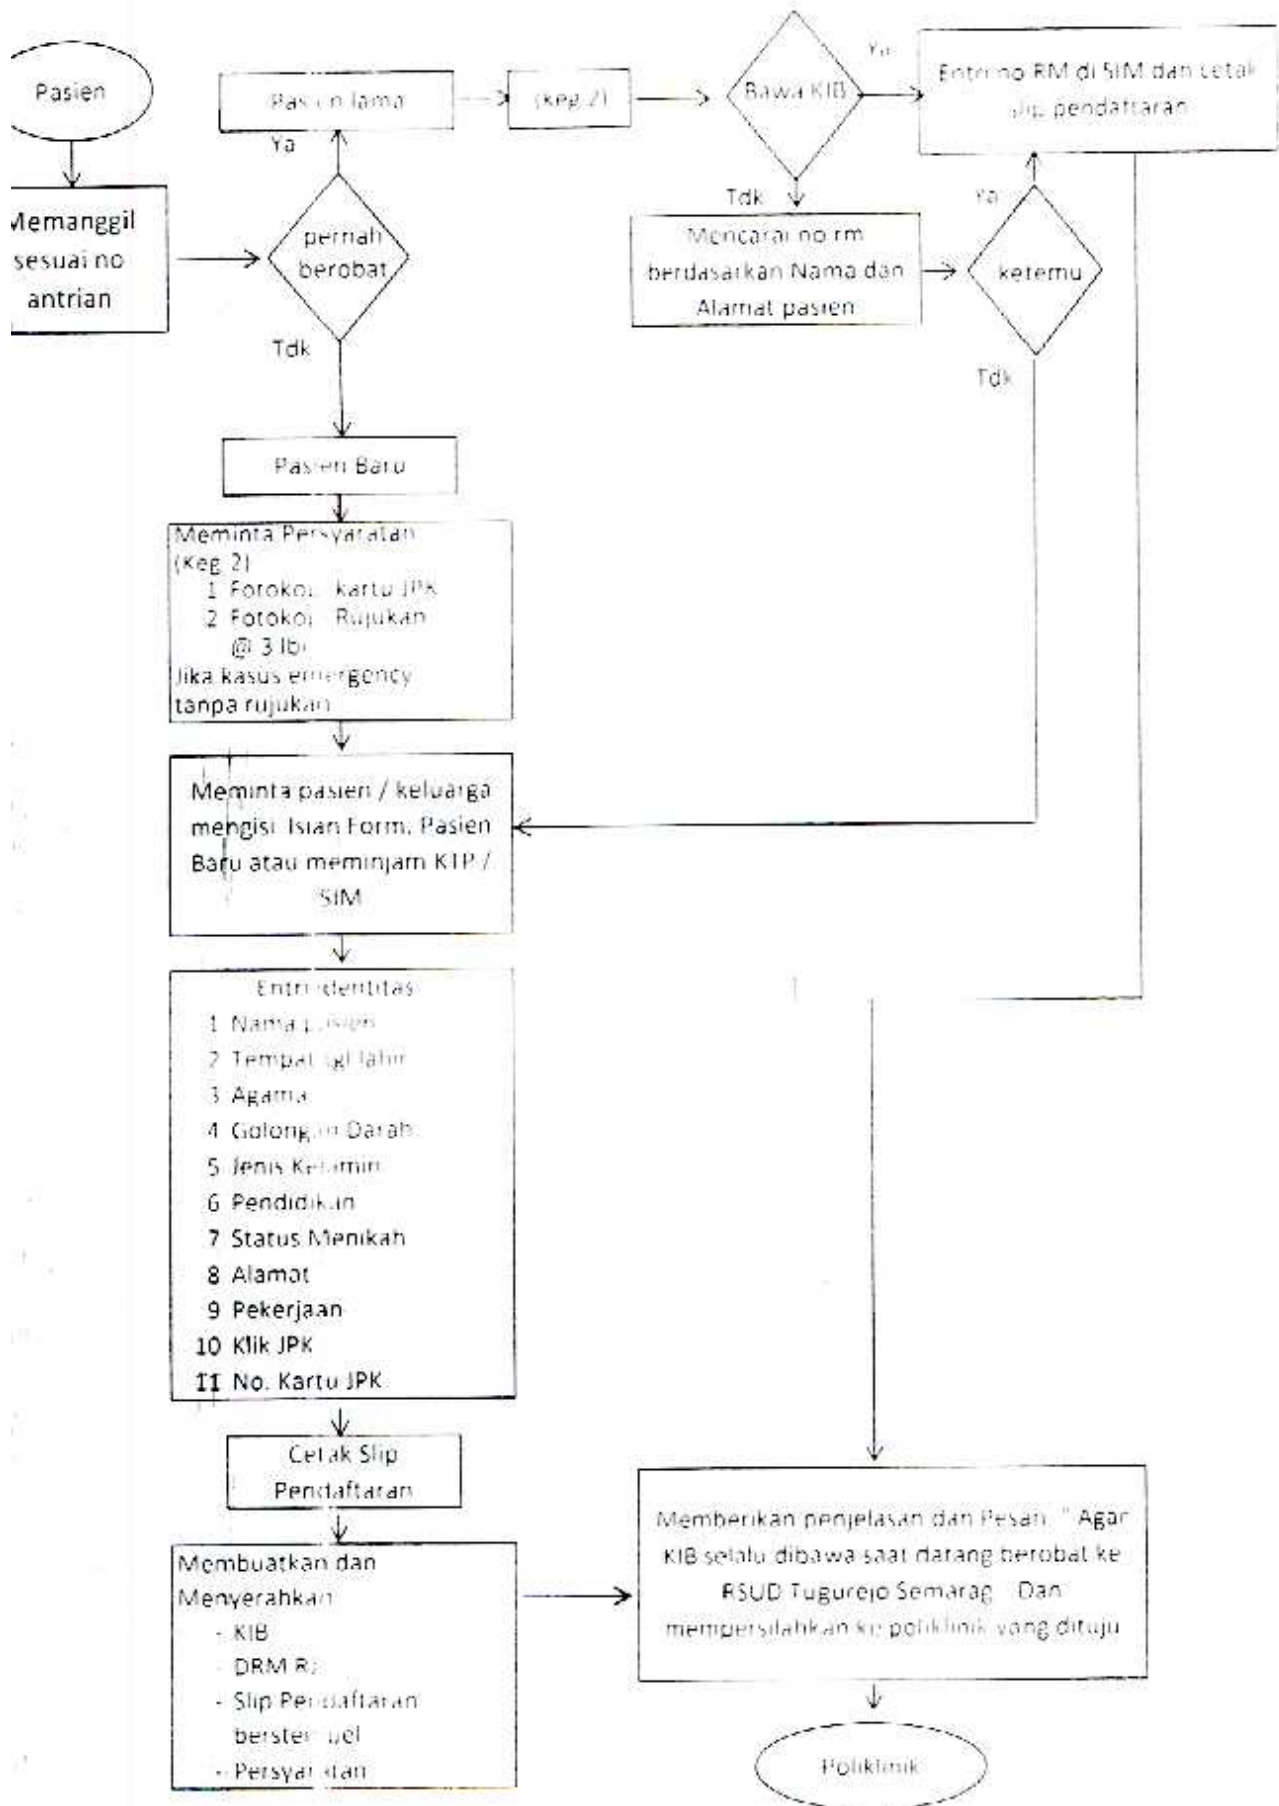 Pasien
Memanggil
sesuai no
antrian
pernah
berobat
Ya
Tdk
Pasien lama
(keg 2)
Bawa KIB
Ya
Tdk
Entri no RM di SIM dan cetak
slip pendaftaran
Mencarai no rm
berdasarkan Nama dan
Alamat pasien
ketemu
Ya
Tdk
Pasien Baru
Meminta Persyaratan
(Keg 2)
1 Fotokopi kartu JPK
2 Fotokopi Rujukan
@ 3 lbr
Jika kasus emergency
tanpa rujukan
Meminta pasien / keluarga
mengisi Isian Form. Pasien
Baru atau meminjam KTP /
SIM
Entri identitas
1 Nama pasien
2 Tempat tgl lahir
3 Agama
4 Golongan Darah
5 Jenis Kelamin
6 Pendidikan
7 Status Menikah
8 Alamat
9 Pekerjaan
10 Klik JPK
11 No. Kartu JPK
Cetak Slip
Pendaftaran
Membuatkan dan
Menyerahkan
- KIB
- DRM RJ
- Slip Pendaftaran
berstempel
- Persyaratan
Memberikan penjelasan dan Pesan " Agar
KIB selalu dibawa saat datang berobat ke
RSUD Tugurejo Semarag Dan
mempersilahkan ke poliklinik yang dituju
Poliklinik